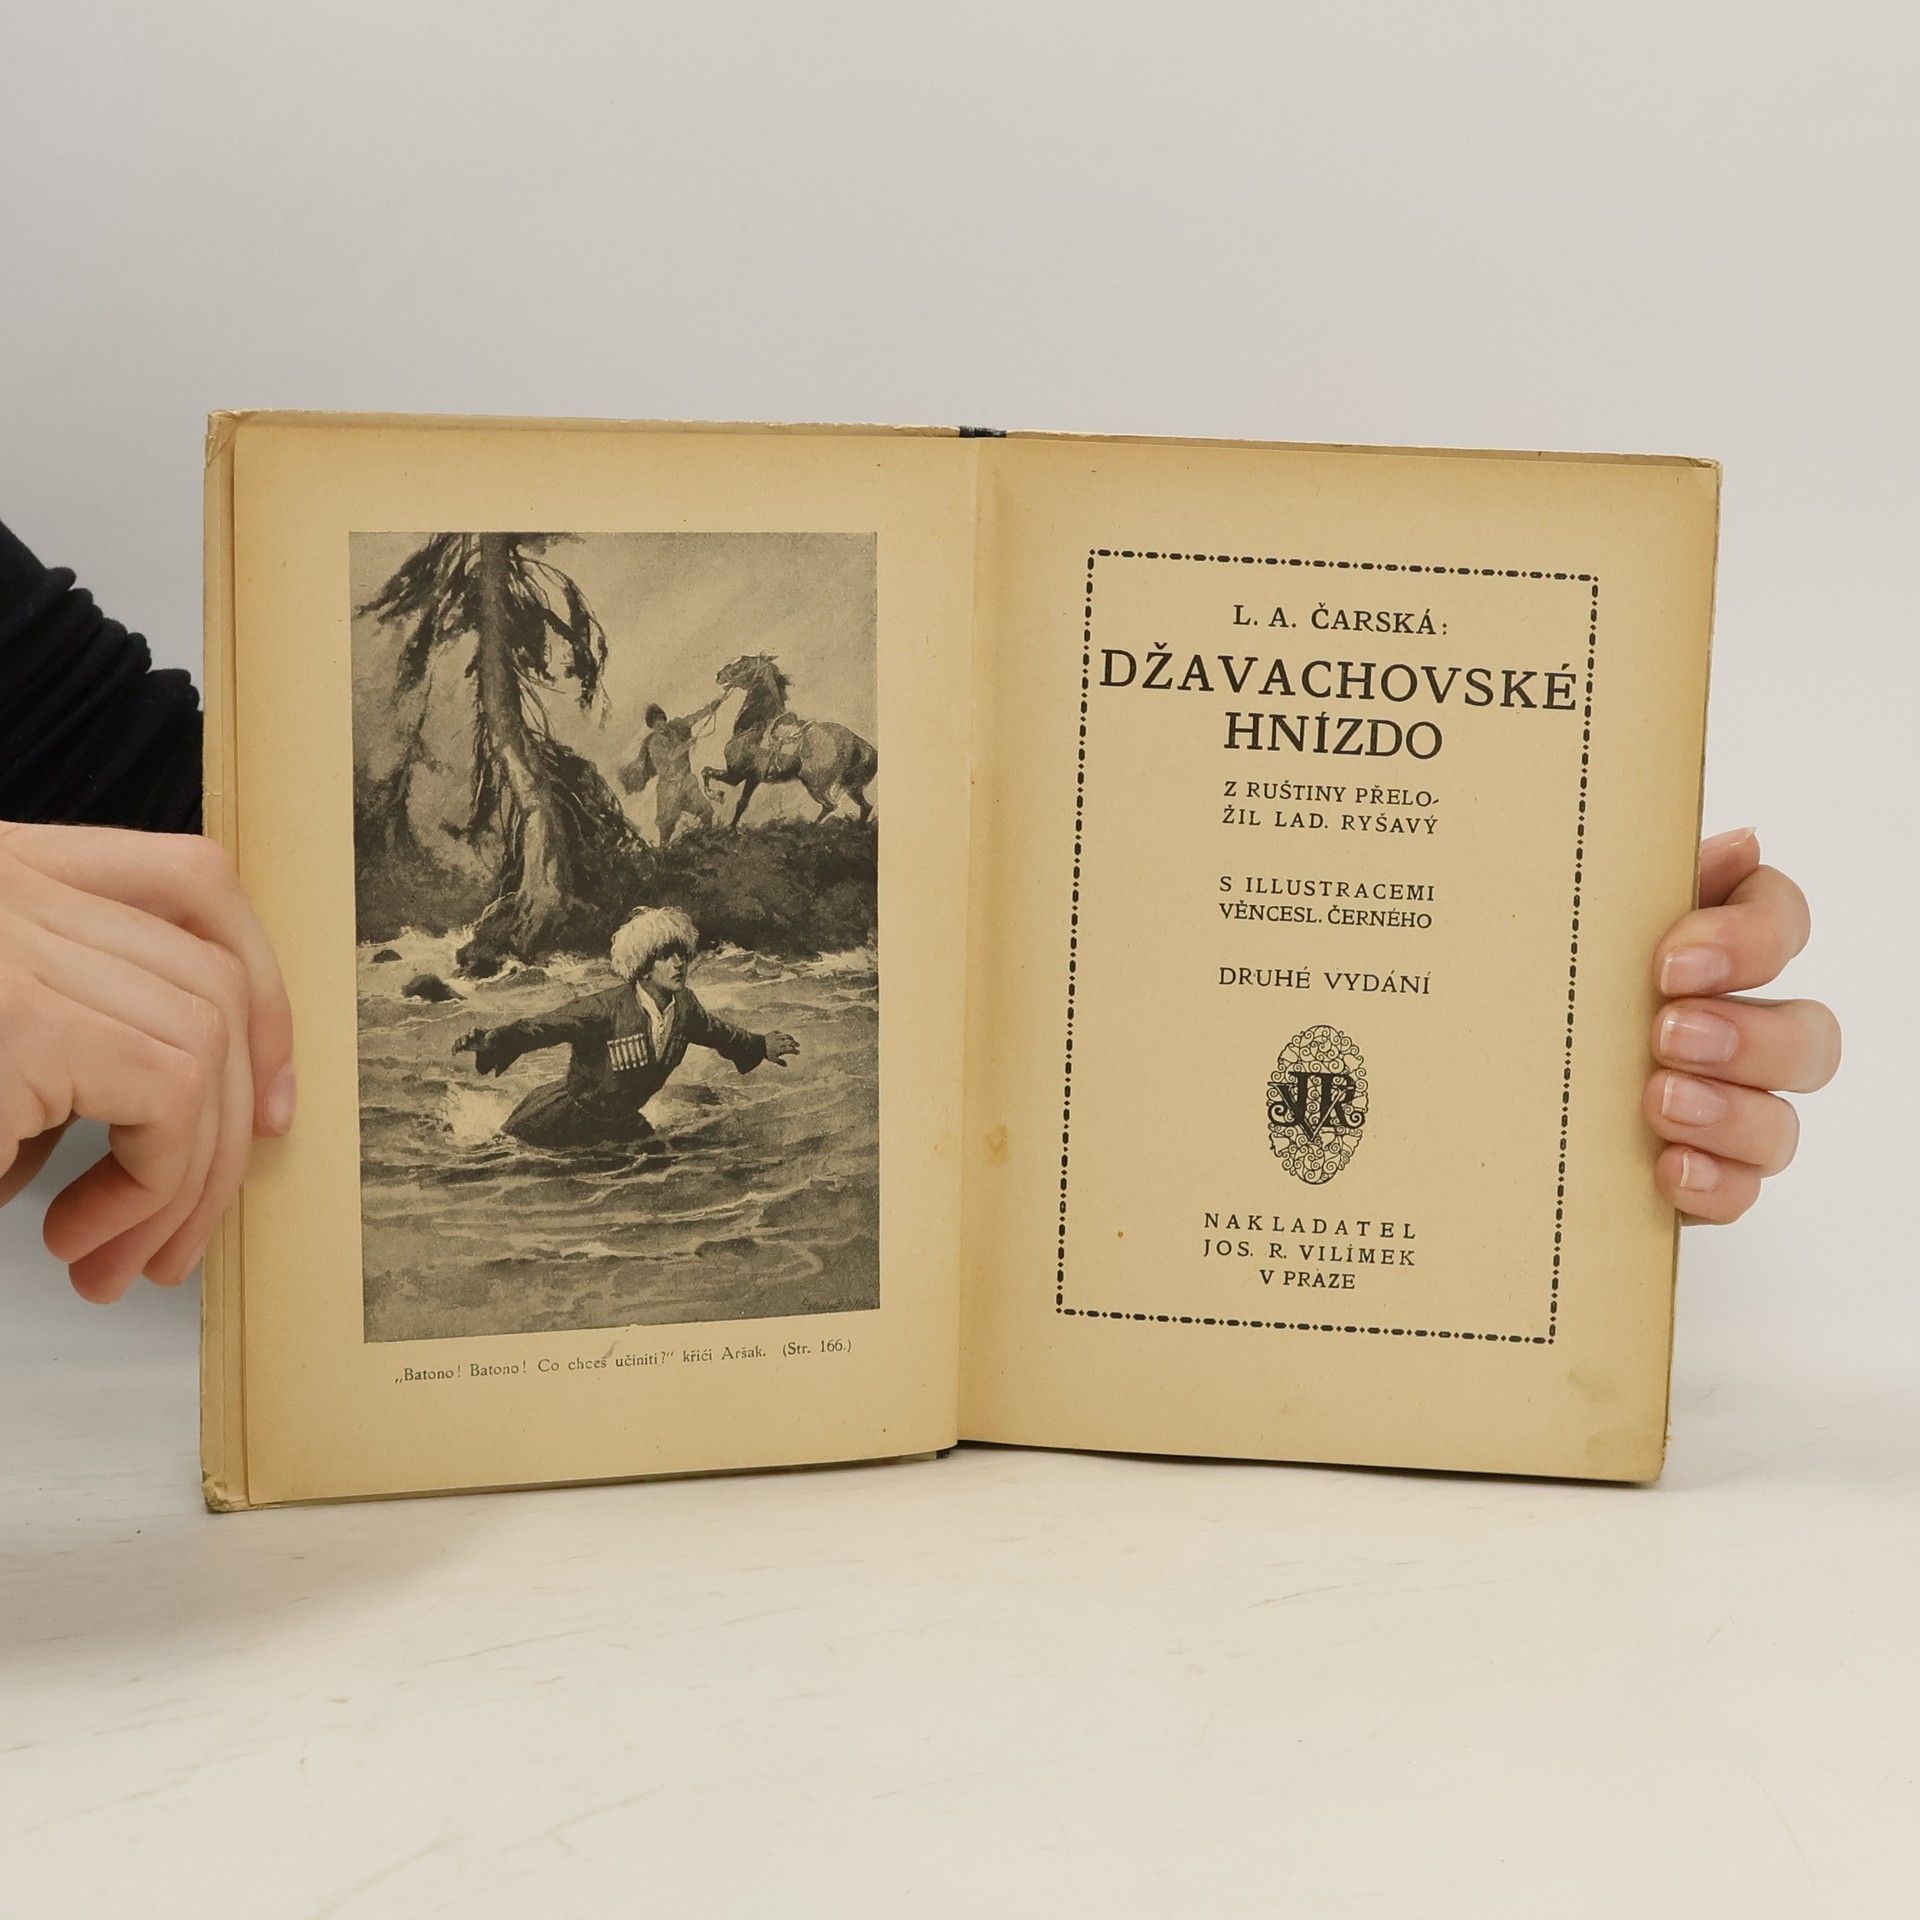 „Batono! Batono! Co chceš učiniti?" křičí Aršak. (Str. 166.)
L. A. ČARSKÁ:
DŽAVACHOVSKÉ
HNÍZDO
Z RUŠTINY PŘELO-
ŽIL LAD. RYŠAVÝ
S ILLUSTRACEMI
VĚNCESL. ČERNÉHO
DRUHÉ VYDÁNÍ
JRV
NAKLADATEL
JOS. R. VILÍMEK
V PRAZE